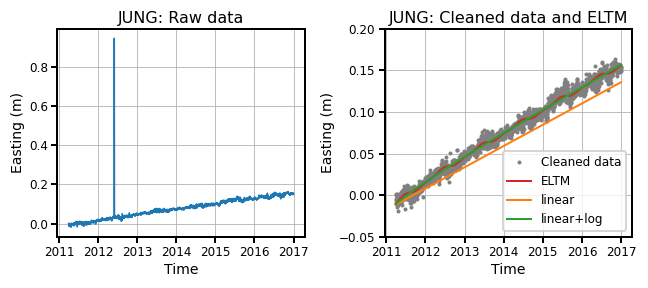 JUNG: Raw data
Easting (m)
0.8
0.6
0.4
0.2
0.0
2011 2012 2013 2014 2015 2016 2017
Time
JUNG: Cleaned data and ELTM
Easting (m)
0.20
0.15
0.10
0.05
0.00
−0.05
Cleaned data
ELTM
linear
linear+log
2011 2012 2013 2014 2015 2016 2017
Time